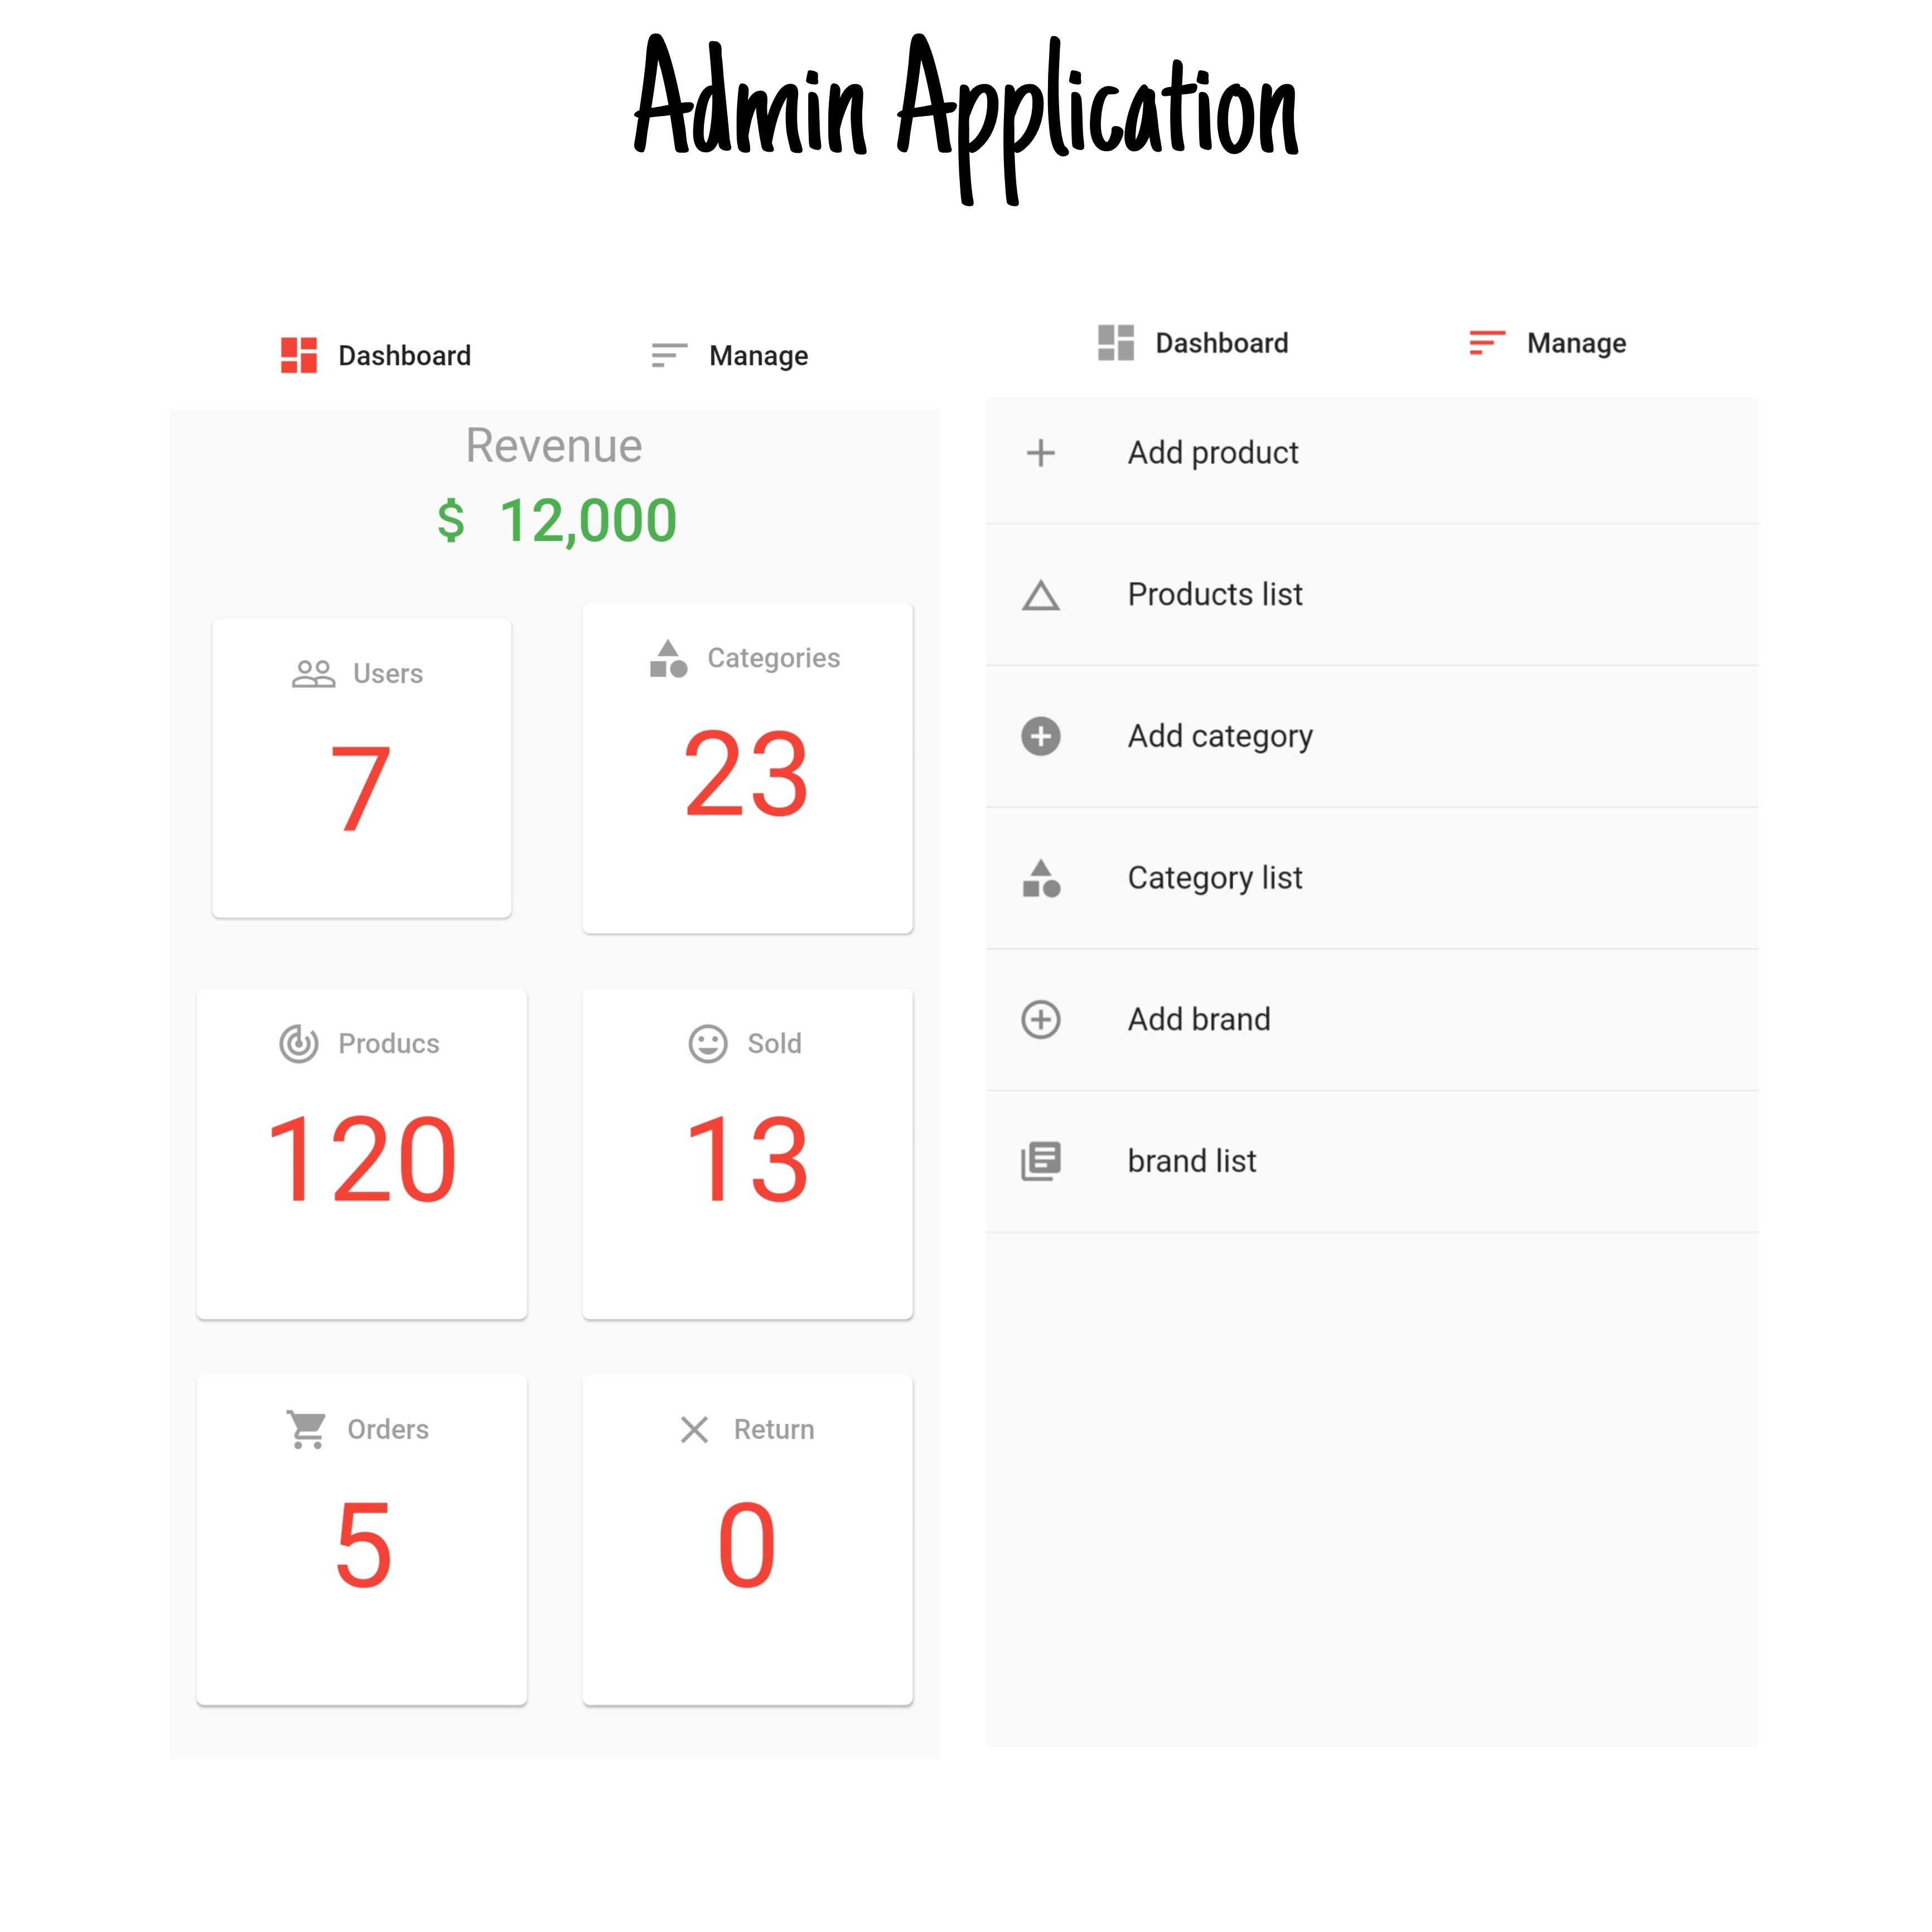 Admin Application
Dashboard Manage
Revenue
$ 12,000
Users
7
Categories
23
Producs
120
Sold
13
Orders
5
Return
0
Dashboard Manage
Add product
Products list
Add category
Category list
Add brand
brand list